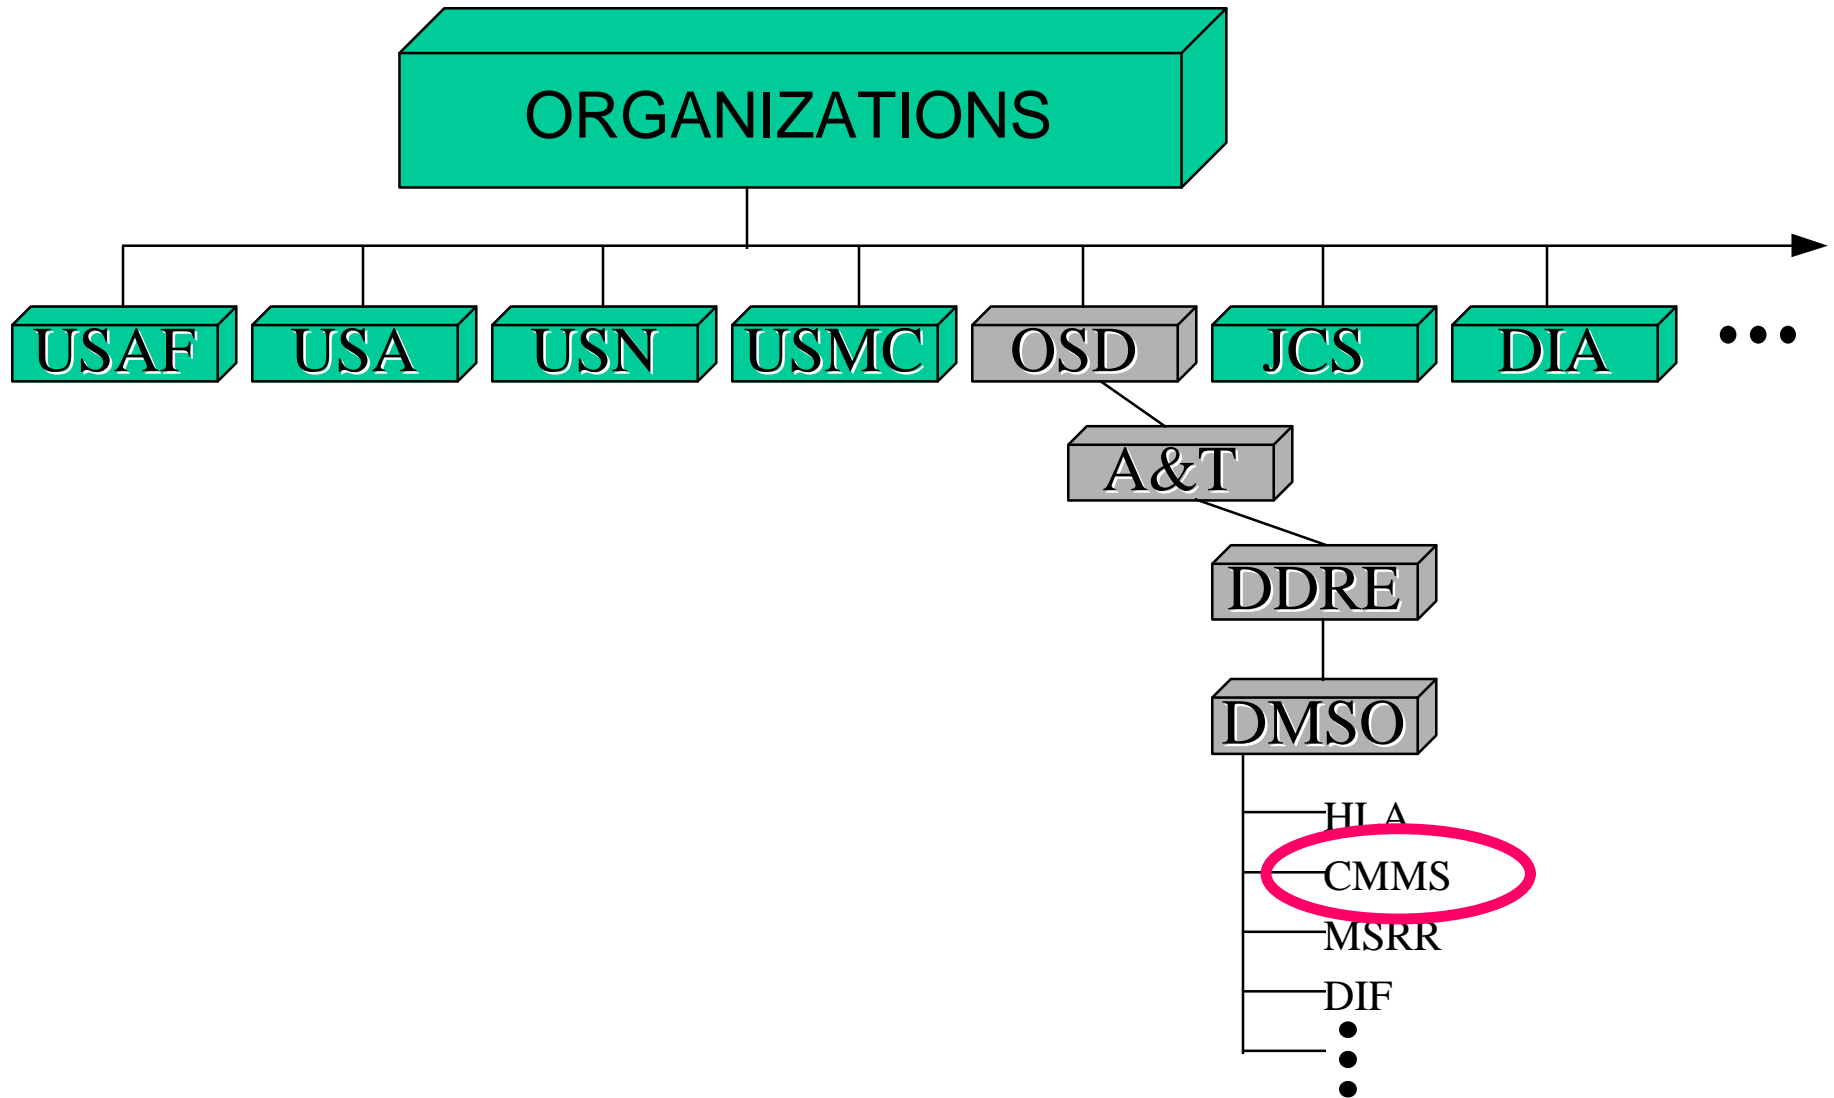 ORGANIZATIONS
USAF USA USN USMC OSD JCS DIA •••
A&T
DDRE
DMSO
HLA
CMMS
MSRR
DIF